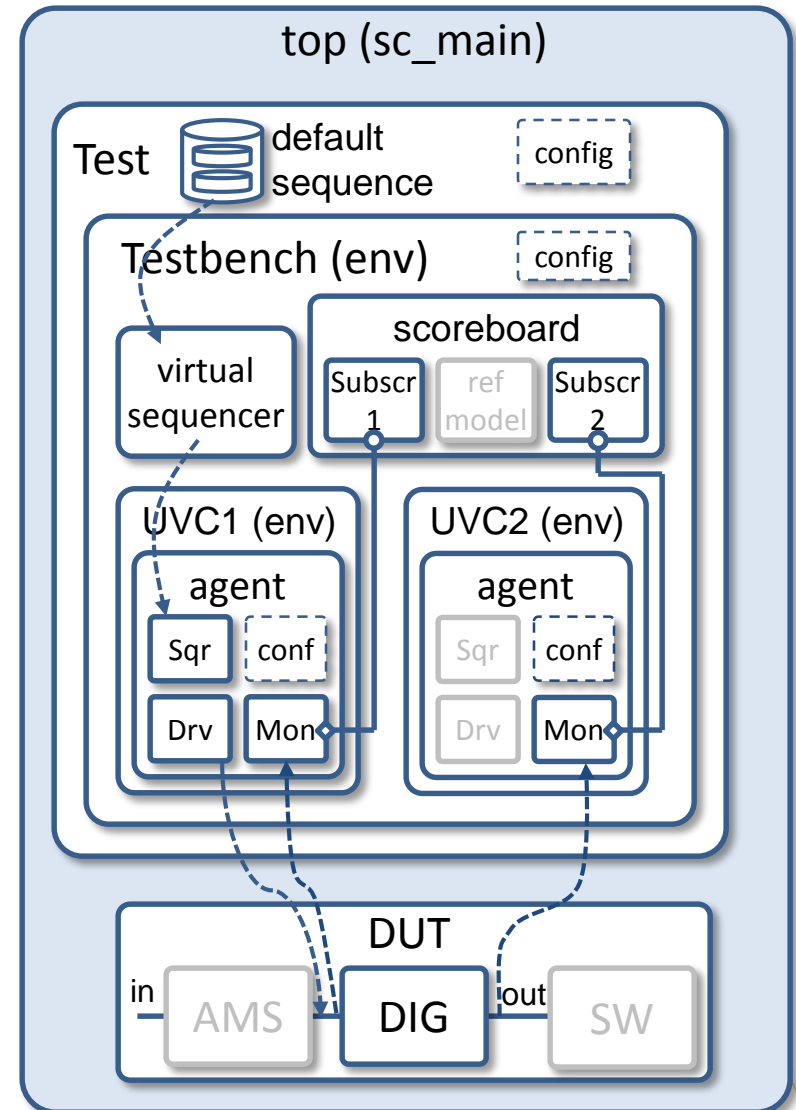 top (sc_main)
Test
default
sequence
config
Testbench (env)
config
scoreboard
virtual
sequencer
Subscr
1
ref
model
Subscr
2
UVC1 (env)
UVC2 (env)
agent
agent
Sqr
conf
Sqr
conf
Drv
Mon
Drv
Mon
DUT
in
AMS
DIG
out
SW